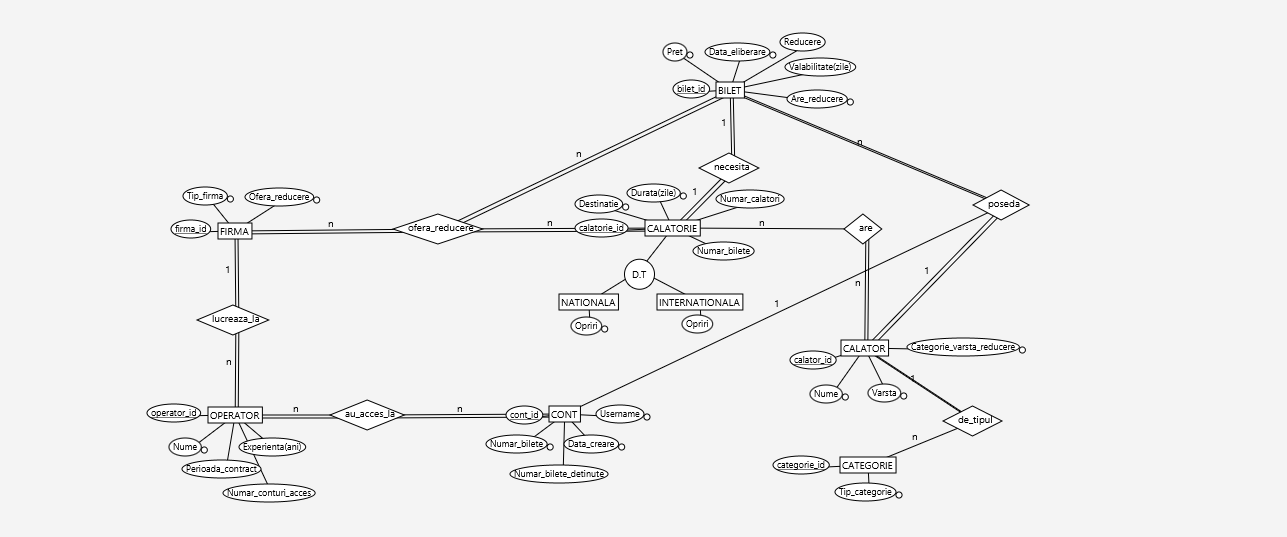 Reducere
Pret
Data_eliberare
Valabilitate(zile)
bilet_id
BILET
Are_reducere
1
n
n
necesita
Tip_firma
Ofera_reducere
Durata(zile)
1
Numar_calatori
Destinatie
poseda
firma_id
FIRMA
n
ofera_reducere
n
calatorie_id
CALATORIE
n
are
Numar_bilete
1
D.T
1
n
NATIONALA
INTERNATIONALA
1
Opriri
Opriri
lucreaza_la
CALATOR
Categorie_varsta_reducere
calator_id
n
1
Nume
Varsta
operator_id
OPERATOR
n
au_acces_la
n
cont_id
CONT
Username
de_tipul
Nume
Experienta(ani)
Numar_bilete
Data_creare
n
Perioada_contract
Numar_bilete_detinute
categorie_id
CATEGORIE
Numar_conturi_acces
Tip_categorie